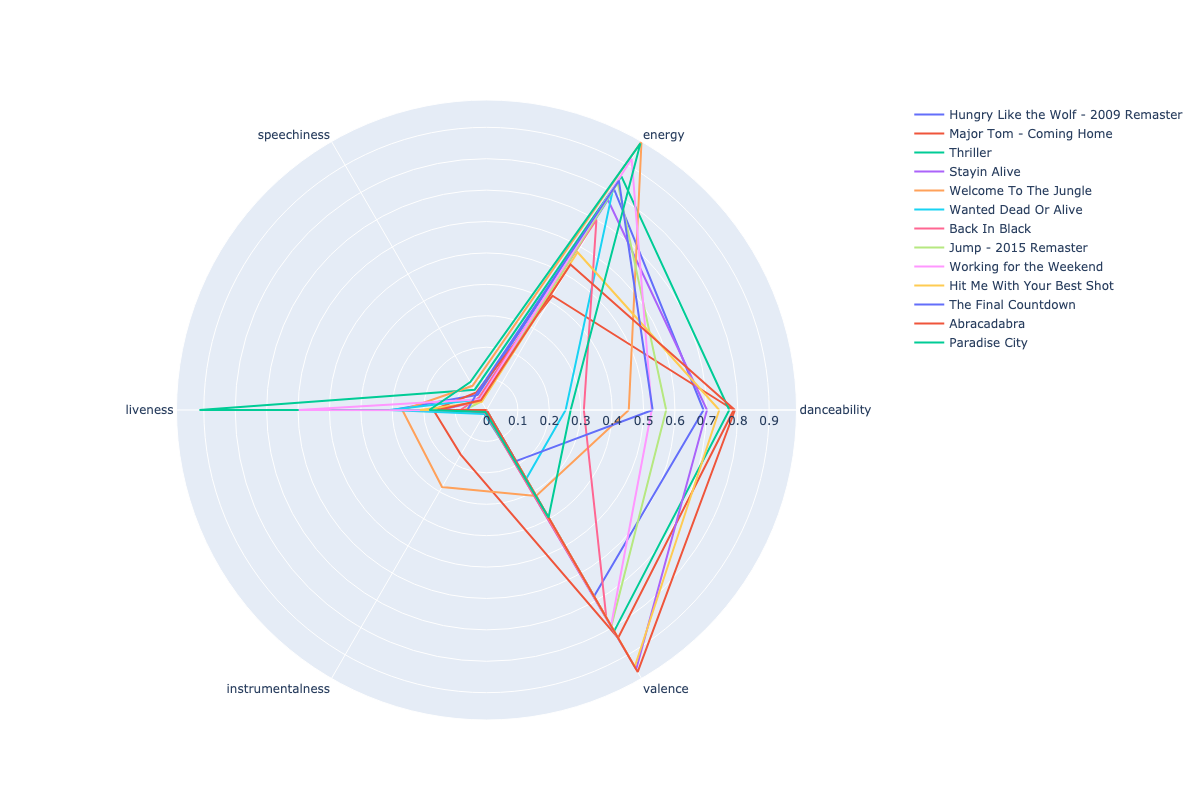 speechiness
energy
liveness
danceability
0 0.1 0.2 0.3 0.4 0.5 0.6 0.7 0.8 0.9
instrumentalness
valence
Hungry Like the Wolf - 2009 Remaster
Major Tom - Coming Home
Thriller
Stayin Alive
Welcome To The Jungle
Wanted Dead Or Alive
Back In Black
Jump - 2015 Remaster
Working for the Weekend
Hit Me With Your Best Shot
The Final Countdown
Abracadabra
Paradise City